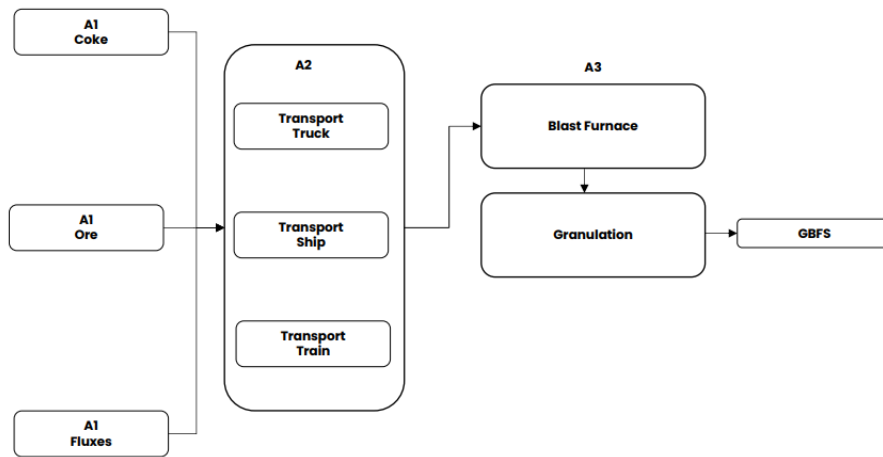 A1
Coke
A1
Ore
A1
Fluxes
A2
Transport
Truck
Transport
Ship
Transport
Train
A3
Blast Furnace
Granulation
GBFS